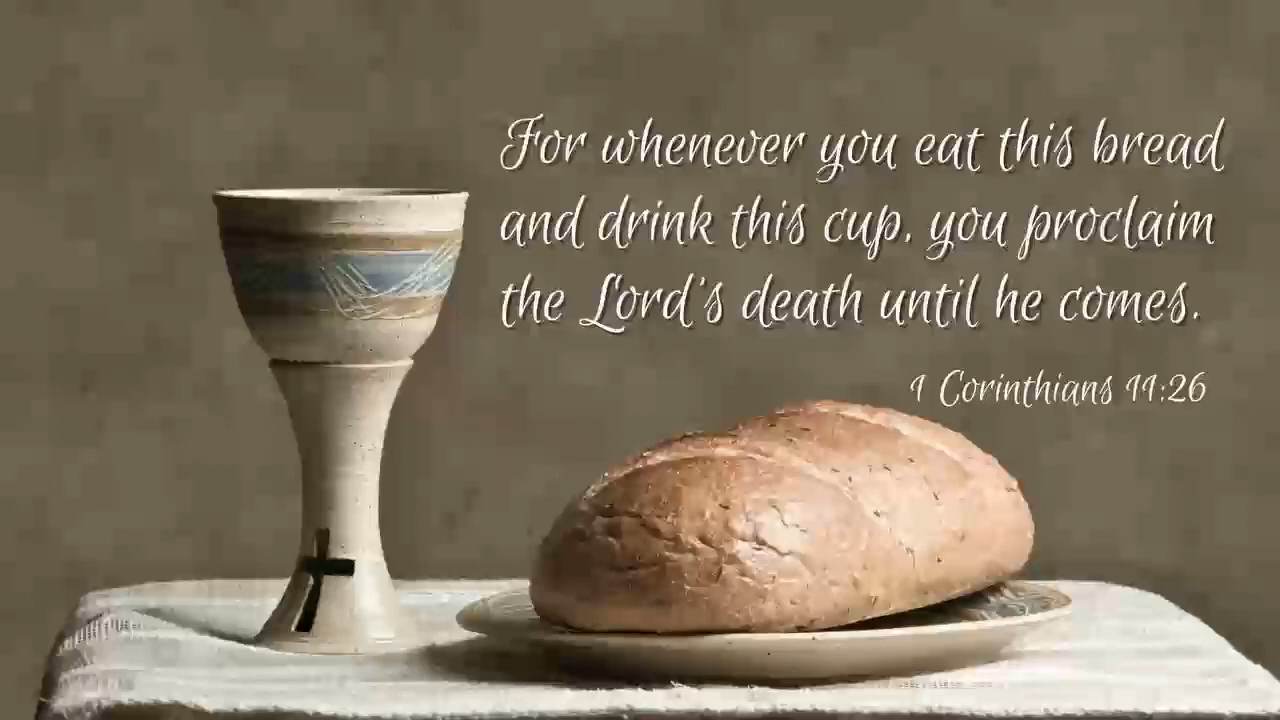 For whenever you eat this bread
and drink this cup, you proclaim
the Lord's death until he comes.
1 Corinthians 11:26